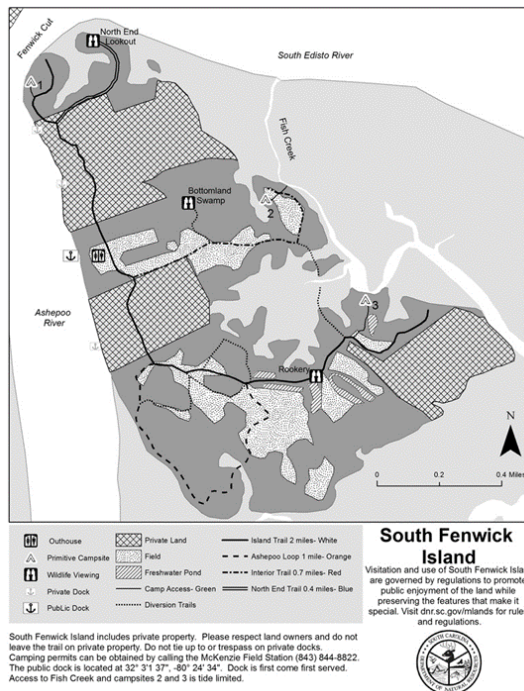 Fenwick Cut
North End
Lookout
South Edisto River
1
Fish Creek
Bottomland
Swamp
2
Ashepoo
River
3
Rookery
N
0 0.2 0.4 Miles
Outhouse
Primitive Campsite
Wildlife Viewing
Private Dock
Public Dock
Private Land
Field
Freshwater Pond
Camp Access- Green
Diversion Trails
Island Trail 2 miles- White
Ashepoo Loop 1 mile- Orange
Interior Trail 0.7 miles- Red
North End Trail 0.4 miles- Blue
South Fenwick
Island
Visitation and use of South Fenwick Isla
are governed by regulations to promot
public enjoyment of the land while
preserving the features that make it
special. Visit dnr.sc.gov/mlands for rule
and regulations.
South Fenwick Island includes private property. Please respect land owners and do not
leave the trail on private property. Do not tie up to or trespass on private docks.
Camping permits can be obtained by calling the McKenzie Field Station (843) 844-8822.
The public dock is located at 32° 3'1 37", -80° 24' 34". Dock is first come first served.
Access to Fish Creek and campsites 2 and 3 is tide limited.
SOUTH CAROLINA